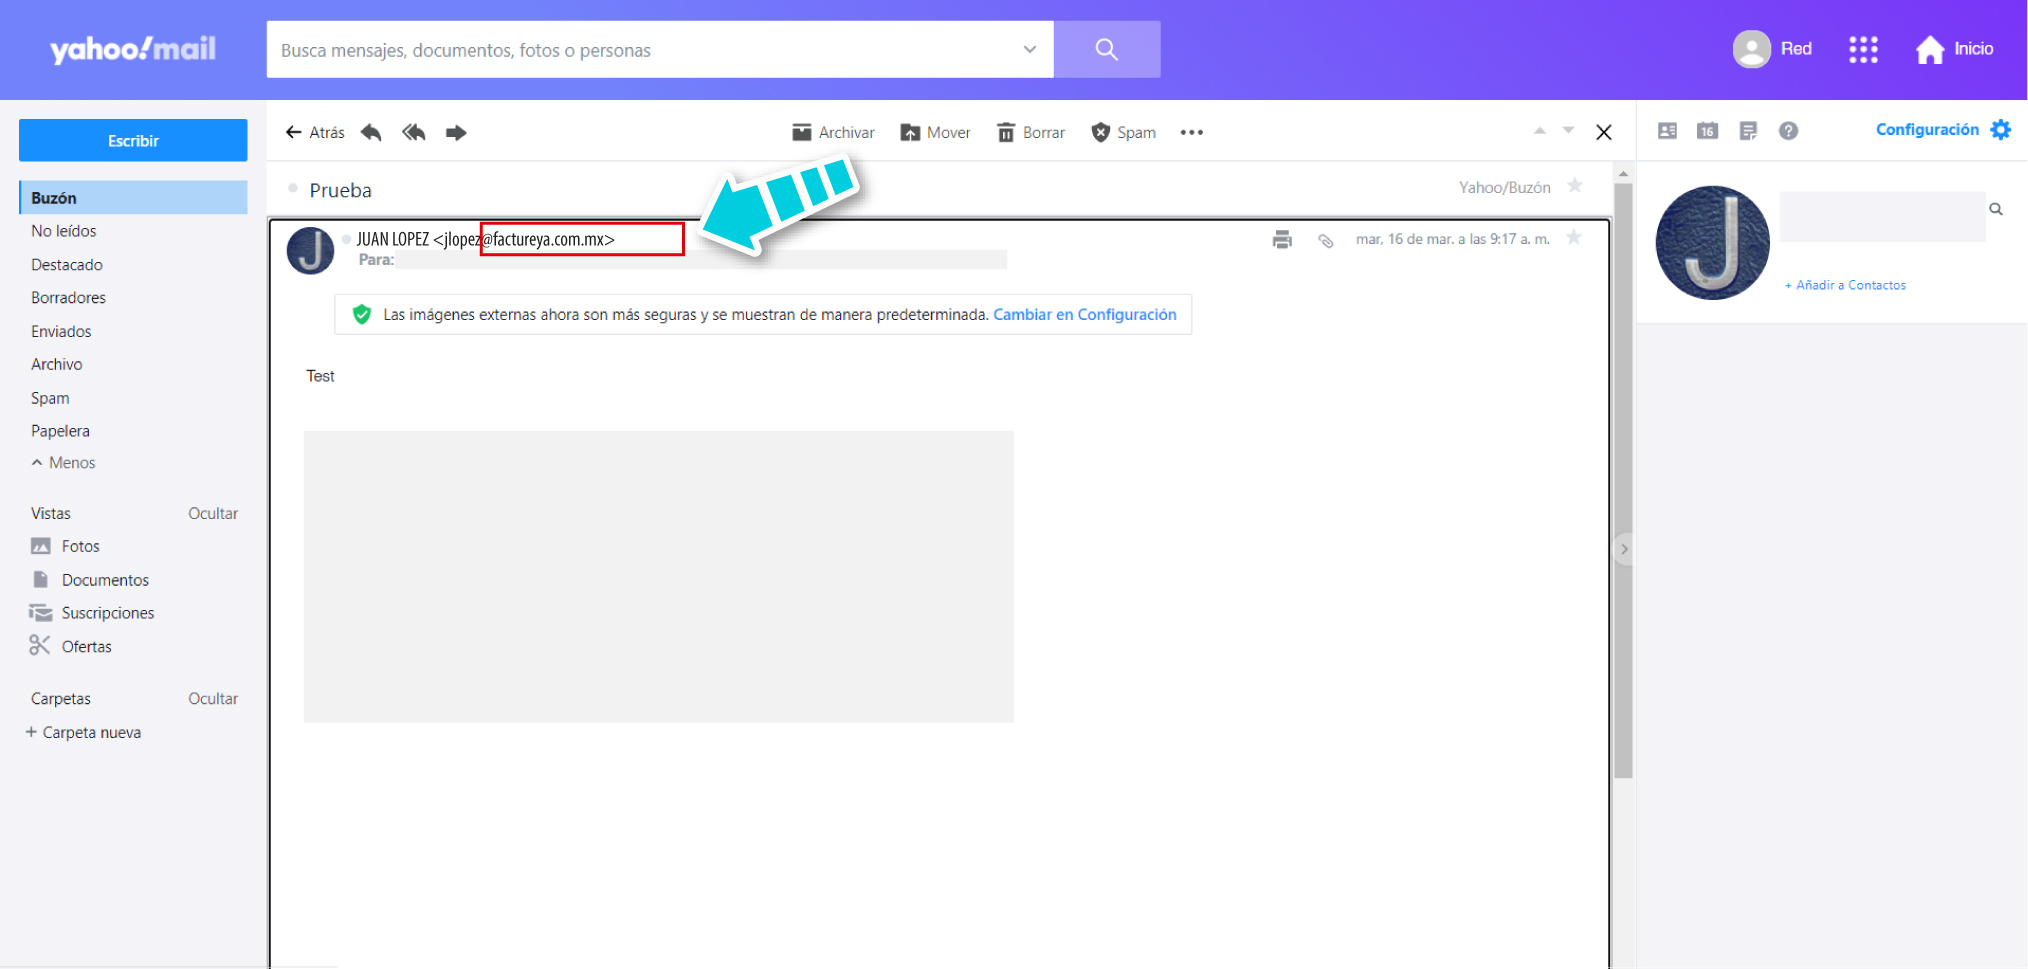 yahoo!mail
Busca mensajes, documentos, fotos o personas
Red
Inicio
Escribir
Buzón
No leídos
Destacado
Borradores
Enviados
Archivo
Spam
Papelera
Menos
Vistas Ocultar
Fotos
Documentos
Suscripciones
Ofertas
Carpetas Ocultar
+ Carpeta nueva
Atrás
Archivar
Mover
Borrar
Spam
Prueba
Yahoo/Buzón
J
JUAN LOPEZ <jlopez@factureya.com.mx>
mar, 16 de mar. a las 9:17 a. m.
Para:
Las imágenes externas ahora son más seguras y se muestran de manera predeterminada. Cambiar en Configuración
Test
16
?
Configuración
J
+ Añadir a Contactos